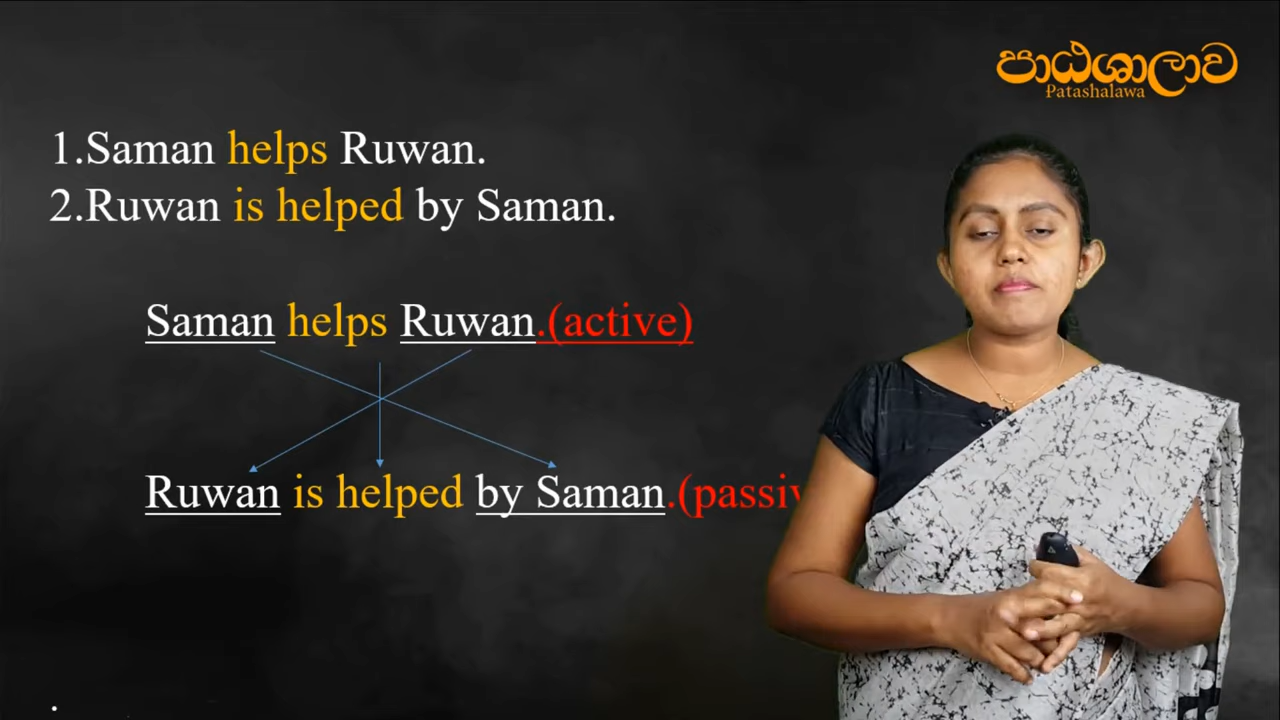 පාඨශාලාව
Patashalawa
1.Saman helps Ruwan.
2.Ruwan is helped by Saman.
Saman helps Ruwan.(active)
Ruwan is helped by Saman.(passiv
.